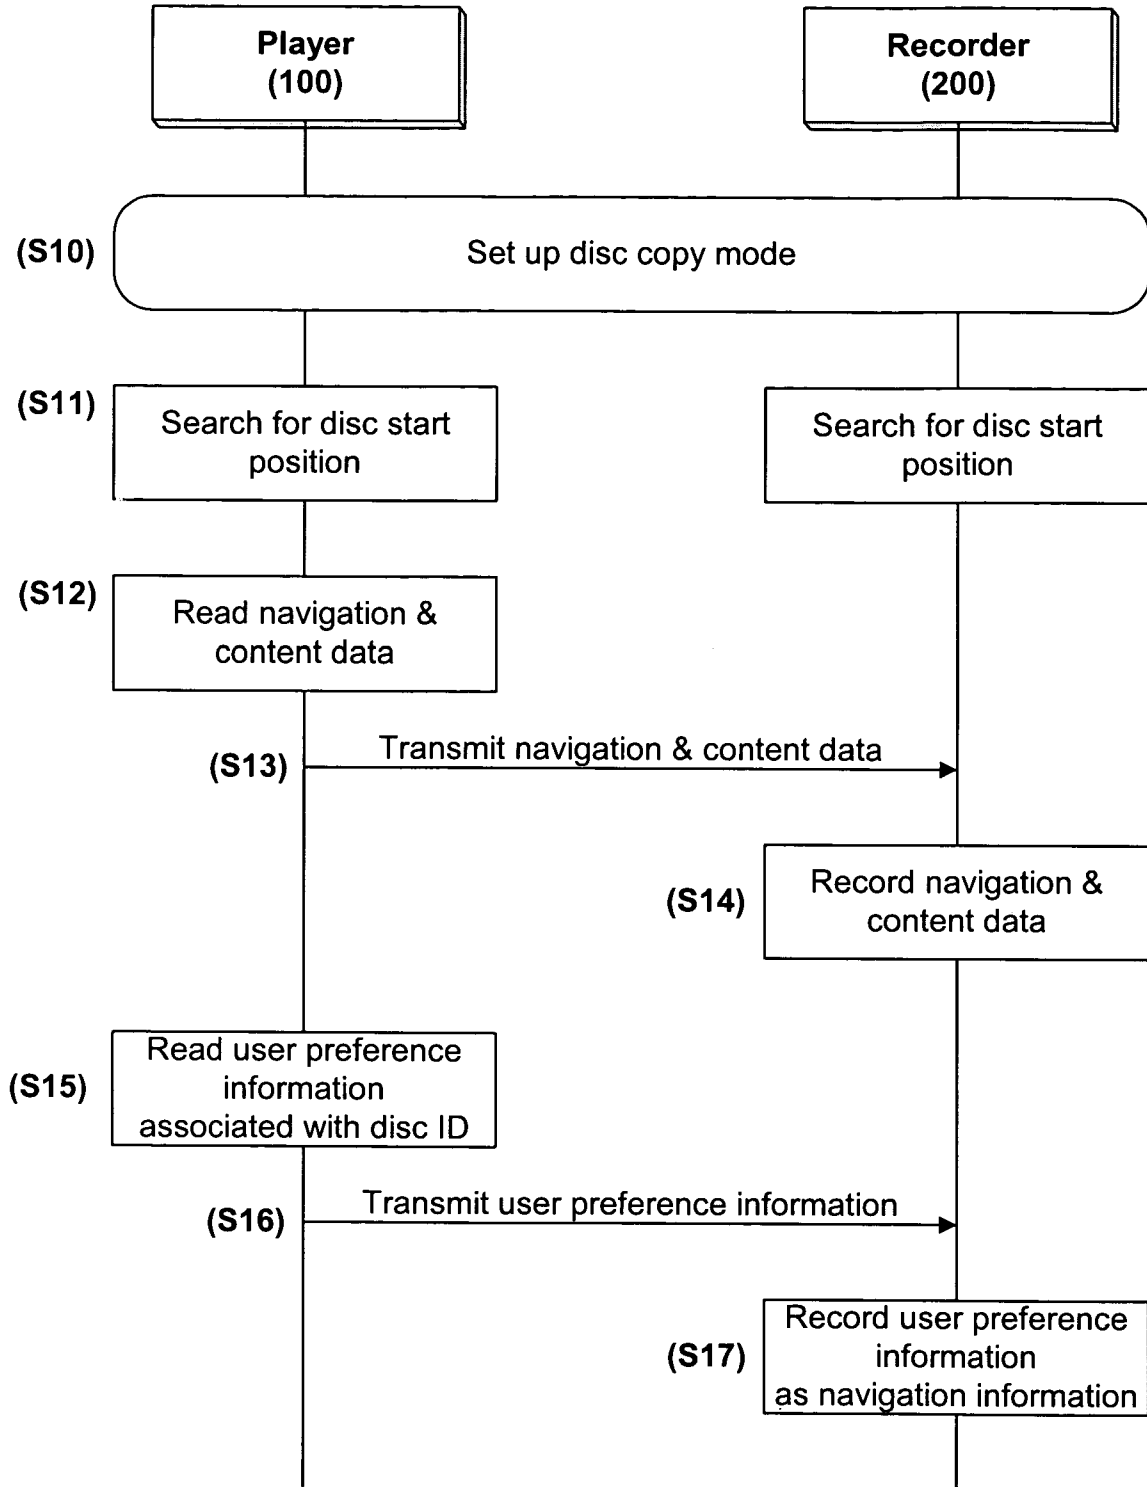 Player
(100)
Recorder
(200)
(S10)
Set up disc copy mode
(S11)
Search for disc start
position
Search for disc start
position
(S12)
Read navigation &
content data
(S13)
Transmit navigation & content data
(S14)
Record navigation &
content data
(S15)
Read user preference
information
associated with disc ID
(S16)
Transmit user preference information
(S17)
Record user preference
information
as navigation information